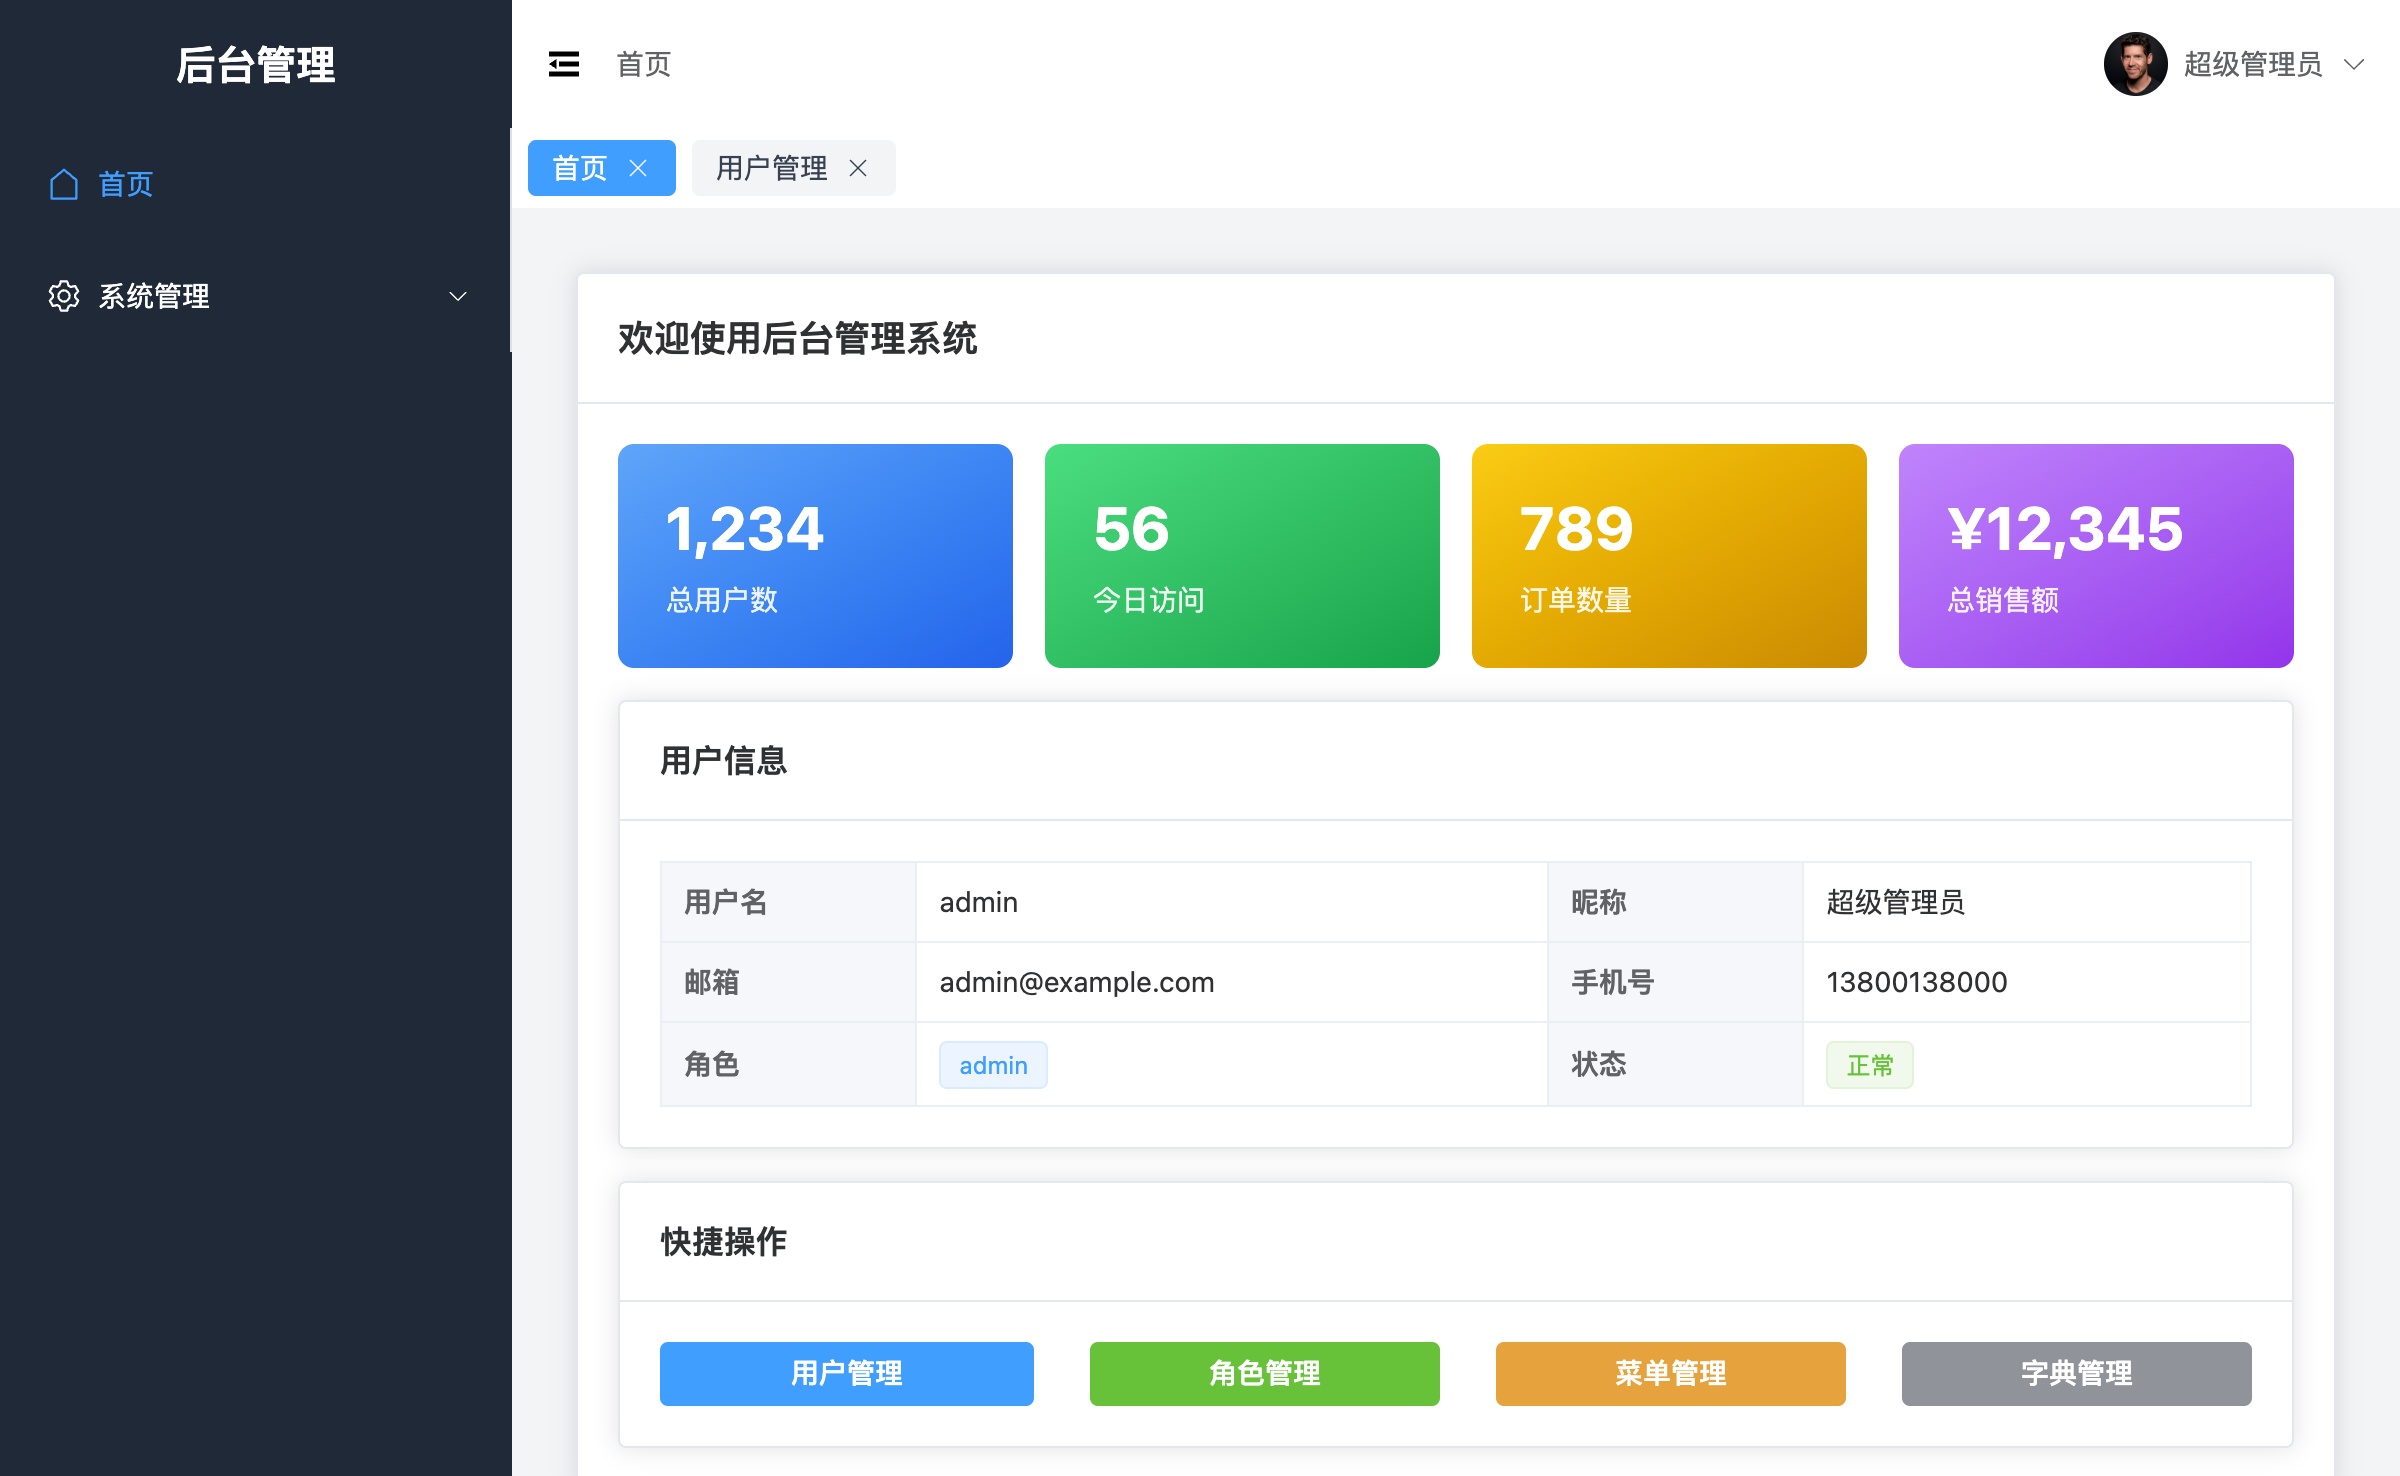 后台管理
首页
系统管理
首页
超级管理员
首页
用户管理
欢迎使用后台管理系统
1,234
总用户数
56
今日访问
789
订单数量
¥12,345
总销售额
用户信息
用户名 admin 昵称 超级管理员
邮箱 admin@example.com 手机号 13800138000
角色 admin 状态 正常
快捷操作
用户管理 角色管理 菜单管理 字典管理